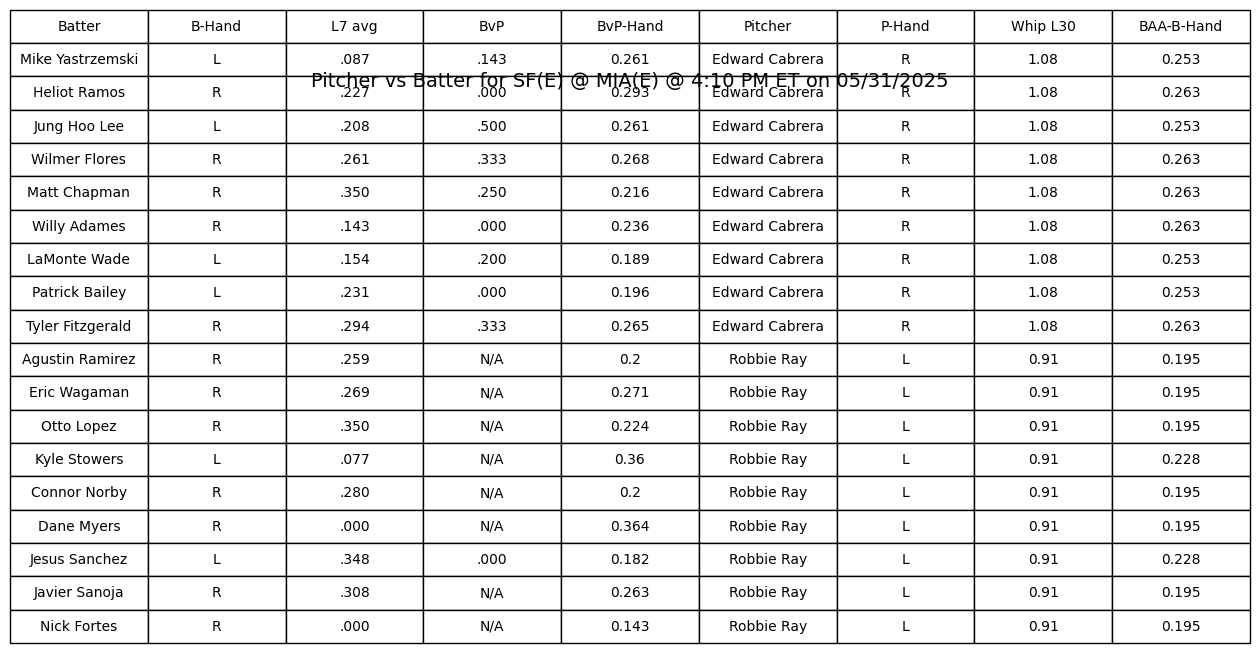 Batter B-Hand L7 avg BvP BvP-Hand Pitcher P-Hand Whip L30 BAA-B-Hand
Mike Yastrzemski L .087 .143 0.261 Edward Cabrera R 1.08 0.253
Pitcher vs Batter for SF(E) @ MIA(E) @ 4:10 PM ET on 05/31/2025
Heliot Ramos R .227 .000 0.293 Edward Cabrera R 1.08 0.263
Jung Hoo Lee L .208 .500 0.261 Edward Cabrera R 1.08 0.253
Wilmer Flores R .261 .333 0.268 Edward Cabrera R 1.08 0.263
Matt Chapman R .350 .250 0.216 Edward Cabrera R 1.08 0.263
Willy Adames R .143 .000 0.236 Edward Cabrera R 1.08 0.263
LaMonte Wade L .154 .200 0.189 Edward Cabrera R 1.08 0.253
Patrick Bailey L .231 .000 0.196 Edward Cabrera R 1.08 0.253
Tyler Fitzgerald R .294 .333 0.265 Edward Cabrera R 1.08 0.263
Agustin Ramirez R .259 N/A 0.2 Robbie Ray L 0.91 0.195
Eric Wagaman R .269 N/A 0.271 Robbie Ray L 0.91 0.195
Otto Lopez R .350 N/A 0.224 Robbie Ray L 0.91 0.195
Kyle Stowers L .077 N/A 0.36 Robbie Ray L 0.91 0.228
Connor Norby R .280 N/A 0.2 Robbie Ray L 0.91 0.195
Dane Myers R .000 N/A 0.364 Robbie Ray L 0.91 0.195
Jesus Sanchez L .348 .000 0.182 Robbie Ray L 0.91 0.228
Javier Sanoja R .308 N/A 0.263 Robbie Ray L 0.91 0.195
Nick Fortes R .000 N/A 0.143 Robbie Ray L 0.91 0.195